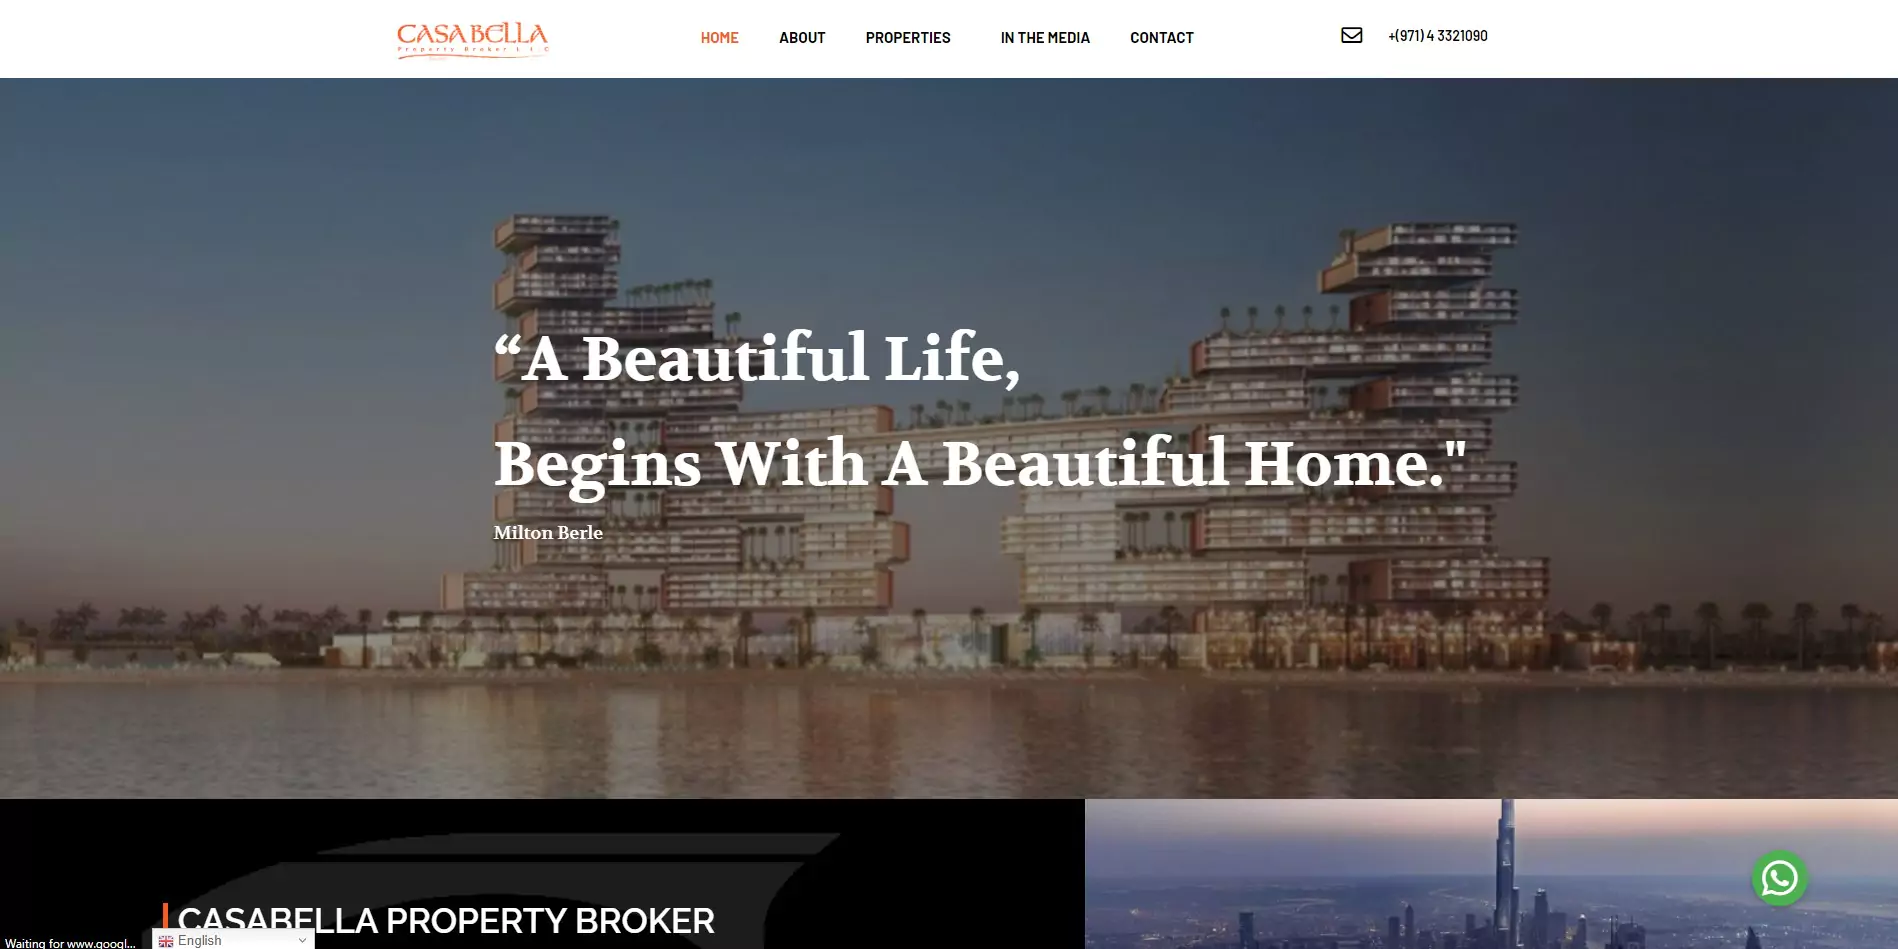 CASABELLA
Property Broker L.L.C
HOME
ABOUT
PROPERTIES
IN THE MEDIA
CONTACT
+(971) 4 3321090
“A Beautiful Life,
Begins With A Beautiful Home."
Milton Berle
CASABELLA PROPERTY BROKER
English
Waiting for www.googl...